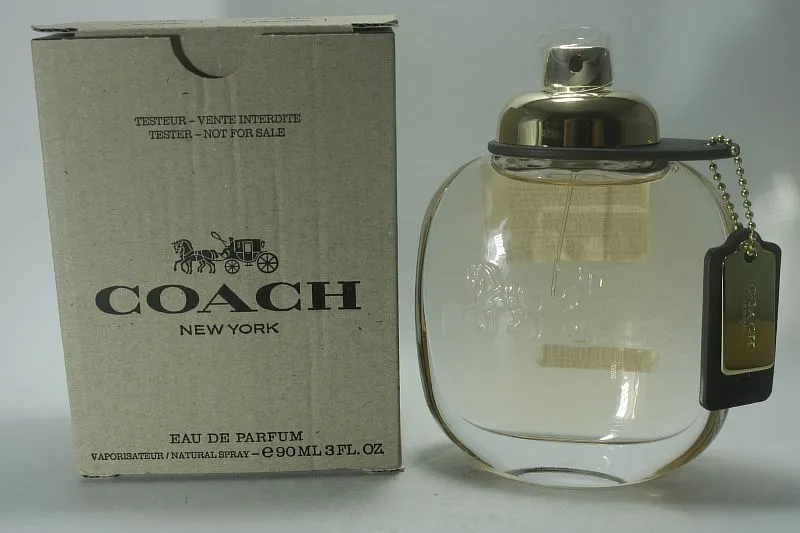 TESTEUR - VENTE INTERDITE
TESTER - NOT FOR SALE
COACH
NEW YORK
EAU DE PARFUM
VAPORISATEUR / NATURAL SPRAY - ℮ 90 ML 3 FL. OZ.
COACH